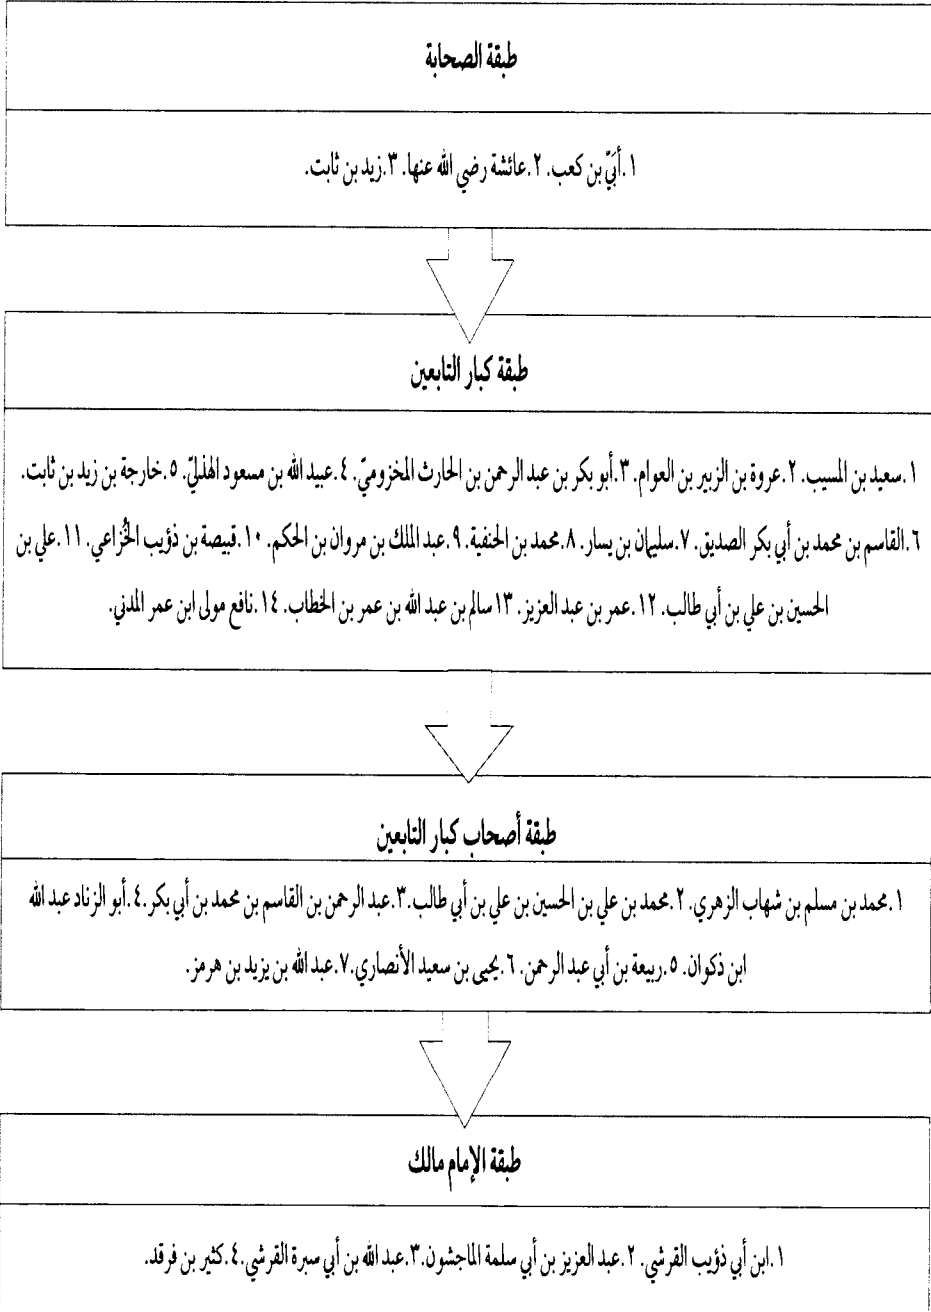 طبقة الصحابة
١.أُبَيّ بن كعب. ٢.عائشة رضي الله عنها. ٣.زيد بن ثابت.
طبقة كبار التابعين
١.سعيد بن المسيب. ٢.عروة بن الزبير بن العوام. ٣.أبو بكر بن عبد الرحمن بن الحارث المخزوميّ. ٤.عبيد الله بن مسعود الهذليّ. ٥.خارجة بن زيد بن ثابت.
٦.القاسم بن محمد بن أبي بكر الصديق. ٧.سليمان بن يسار. ٨.محمد بن الحنفية. ٩.عبد الملك بن مروان بن الحكم. ١٠.قبيصة بن ذؤيب الخُزاعي. ١١.علي بن
الحسين بن علي بن أبي طالب. ١٢.عمر بن عبد العزيز. ١٣سالم بن عبد الله بن عمر بن الخطاب. ١٤.نافع مولى ابن عمر المدني.
طبقة أصحاب كبار التابعين
١.محمد بن مسلم بن شهاب الزهري. ٢.محمد بن علي بن الحسين بن علي بن أبي طالب.٣.عبد الرحمن بن القاسم بن محمد بن أبي بكر.٤.أبو الزناد عبد الله
ابن ذكوان. ٥.ربيعة بن أبي عبد الرحمن. ٦.يحيى بن سعيد الأنصاري.٧.عبد الله بن يزيد بن هرمز.
طبقة الإمام مالك
١.ابن أبي ذؤيب القرشي. ٢.عبد العزيز بن أبي سلمة الماجشون.٣.عبد الله بن أبي سبرة القرشي.٤.كثير بن فرقد.